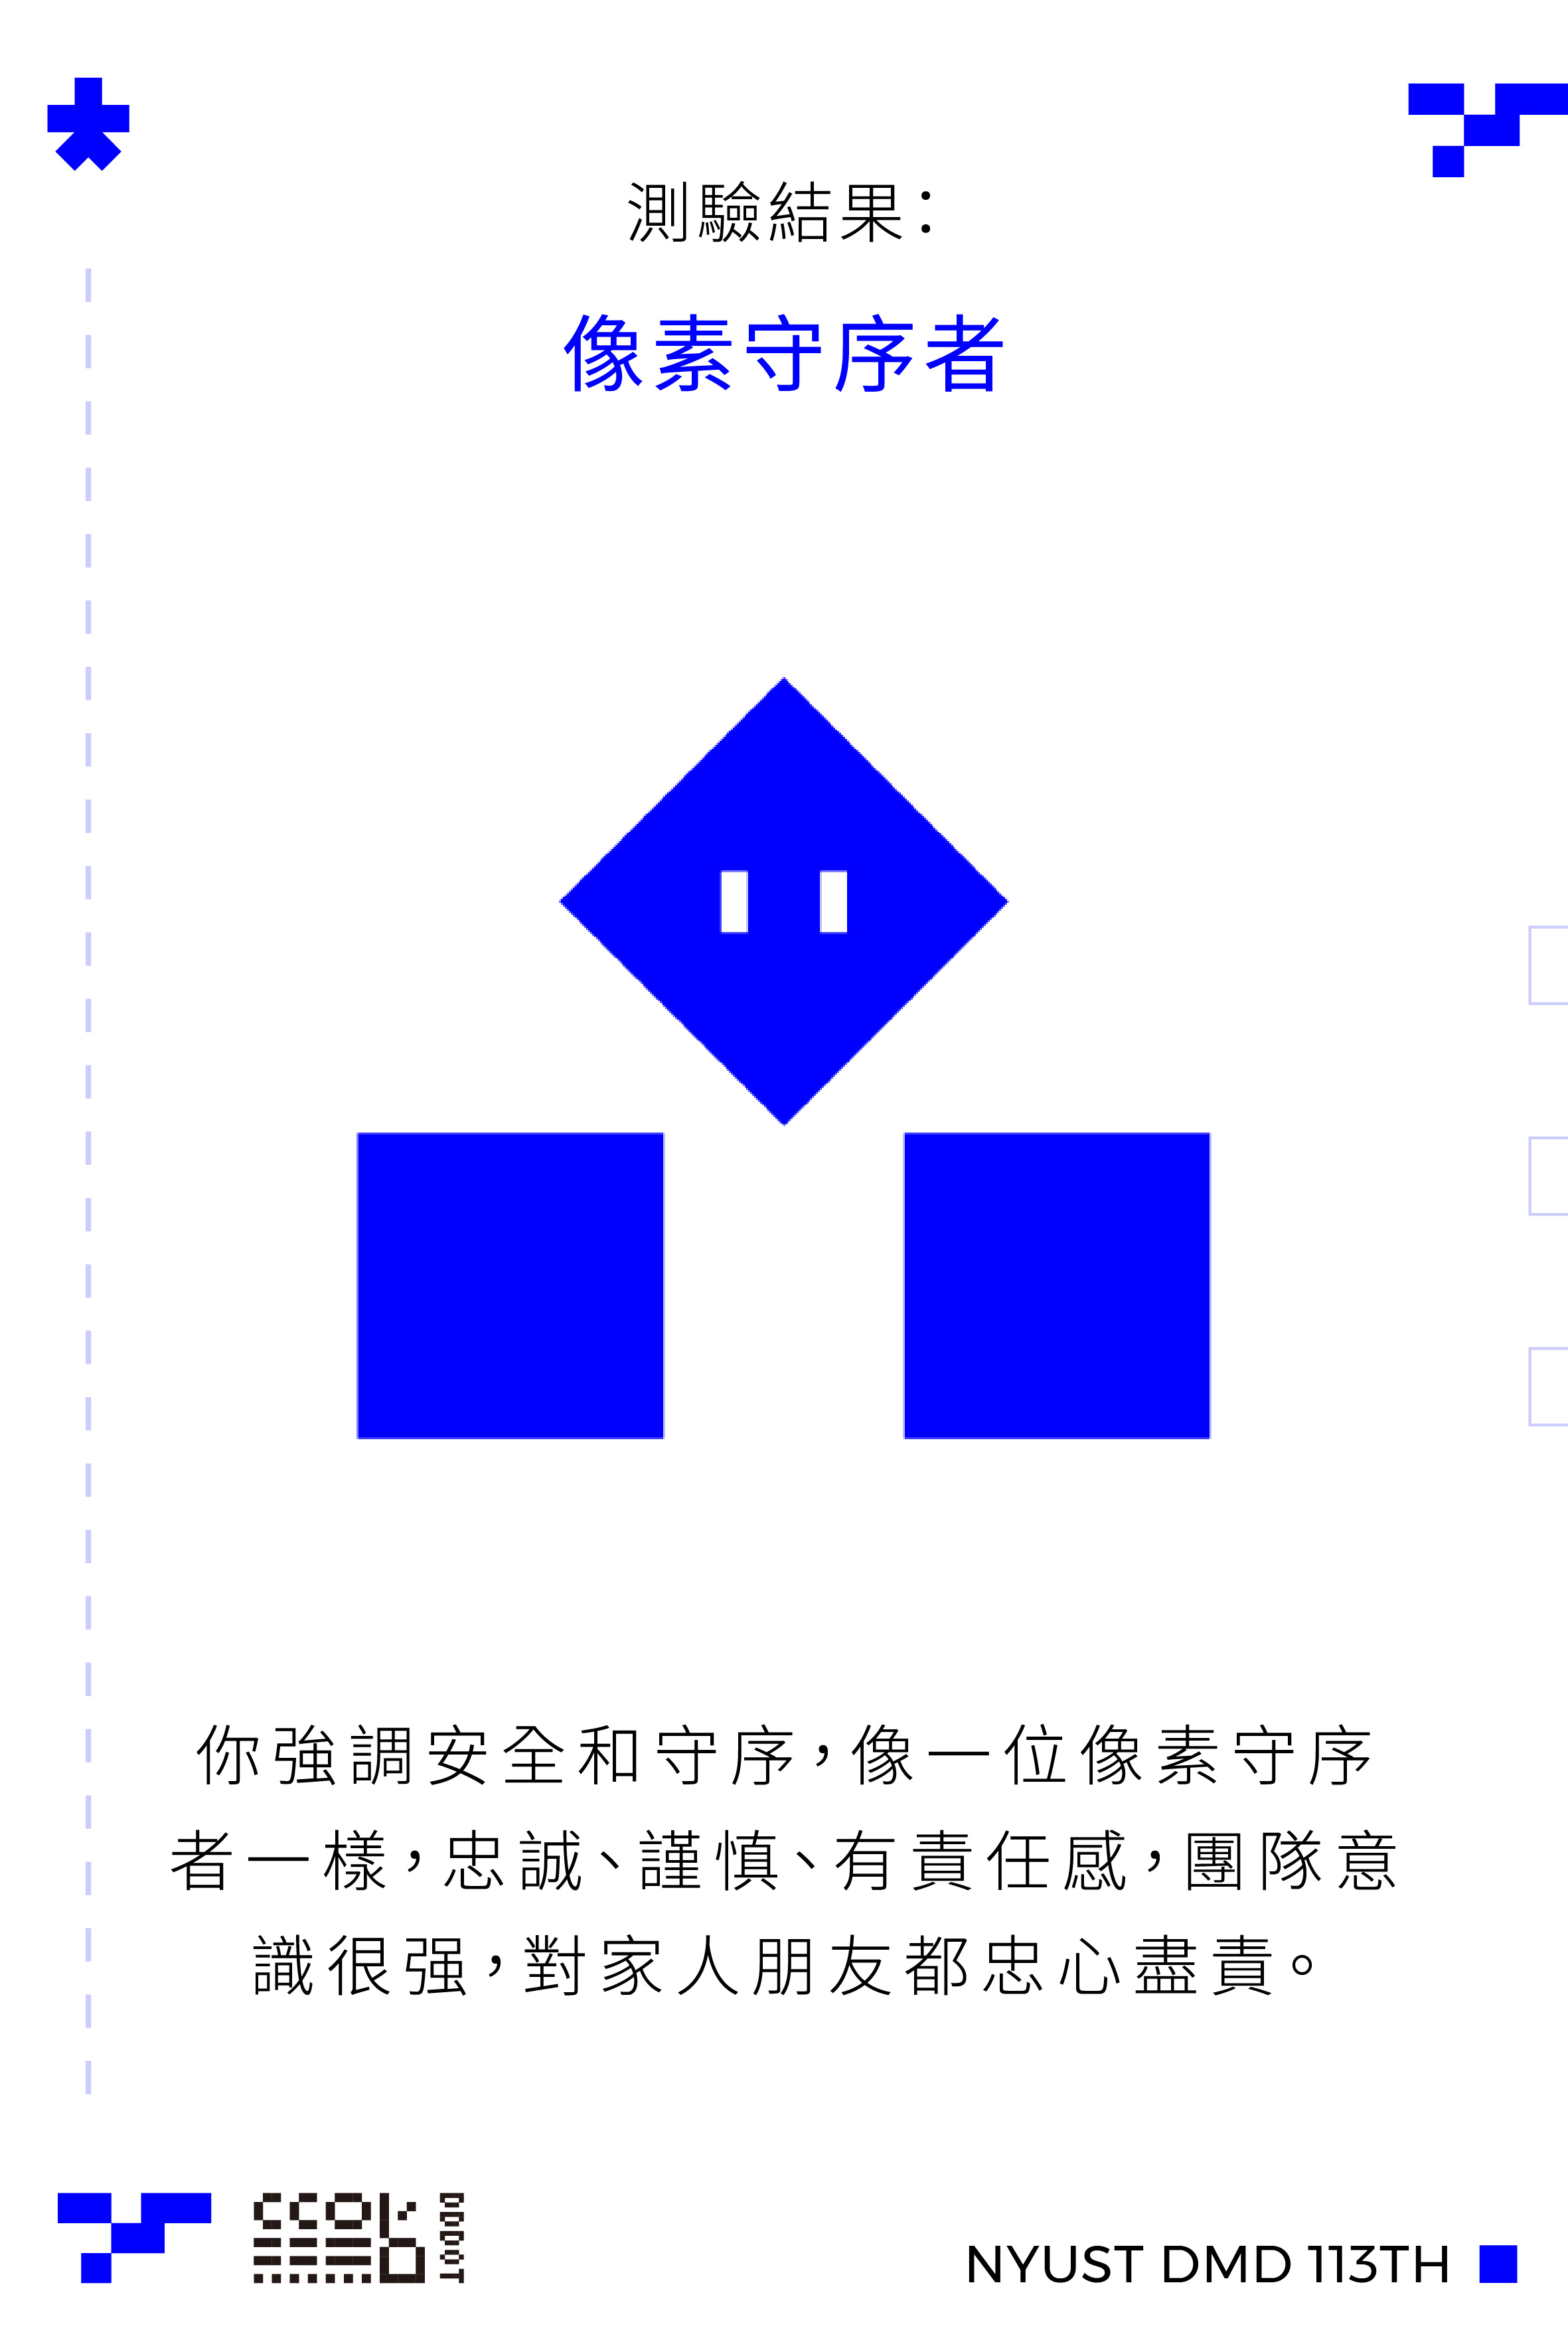 測驗結果：
像素守序者
你強調安全和守序，像一位像素守序
者一樣，忠誠、謹慎、有責任感，團隊意
識很强，對家人朋友都忠心盡責。
NYUST DMD 113TH